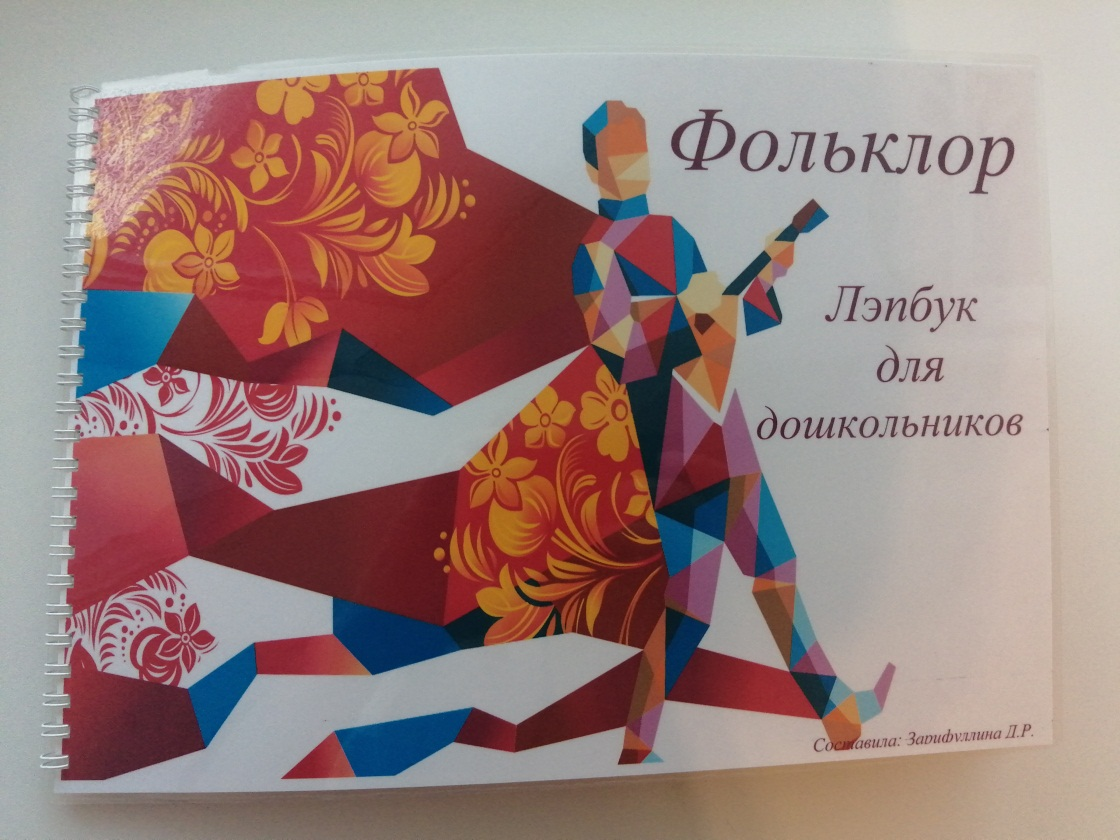 Фольклор
Лэпбук
для
дошкольников
Составила: Зарифуллина Д.Р.